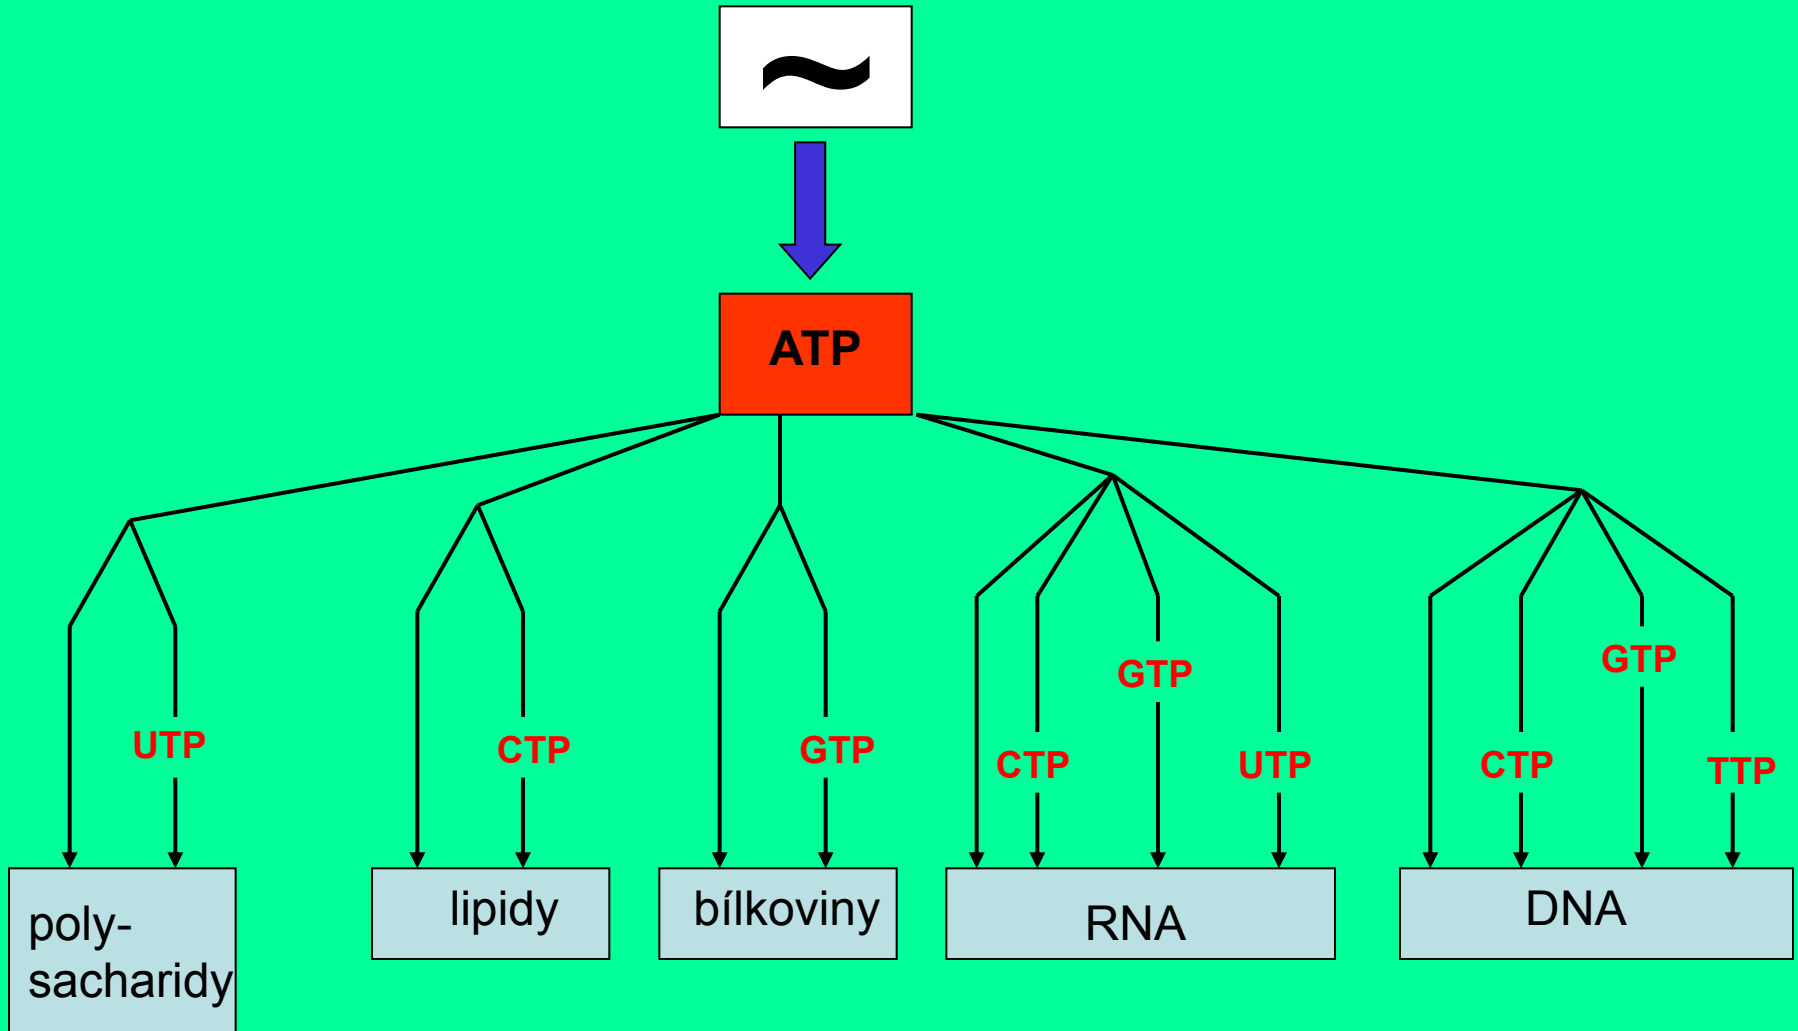 ~
ATP
GTP
GTP
UTP
CTP
GTP
CTP
UTP
CTP
TTP
poly-
sacharidy
lipidy
bílkoviny
RNA
DNA